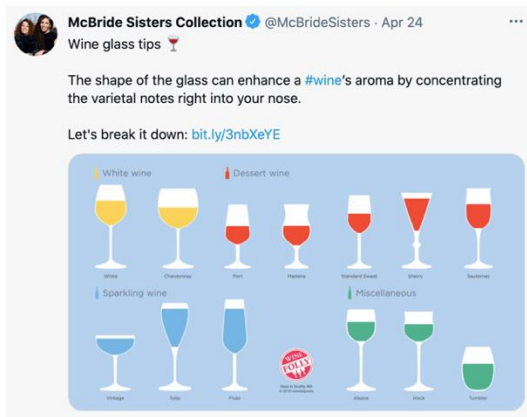 McBride Sisters Collection @McBrideSisters · Apr 24
Wine glass tips
The shape of the glass can enhance a #wine's aroma by concentrating
the varietal notes right into your nose.
Let's break it down: bit.ly/3nbXeYE
White wine
Dessert wine
White
Chardonnay
Port
Madeira
Standard Sweet
Sherry
Sauternes
Sparkling wine
Miscellaneous
WINE
FOLLY
Vintage
Tulip
Flute
Alsace
Hock
Tumbler